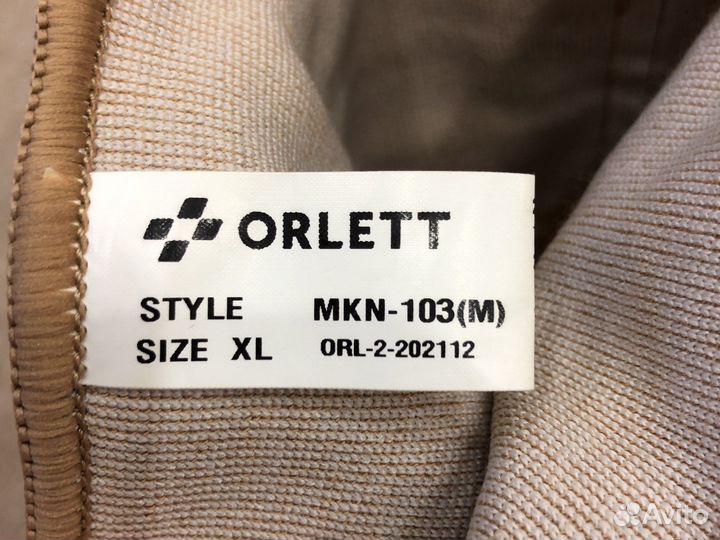 ORLETT
STYLE MKN-103(M)
SIZE XL ORL-2-202112
Avito